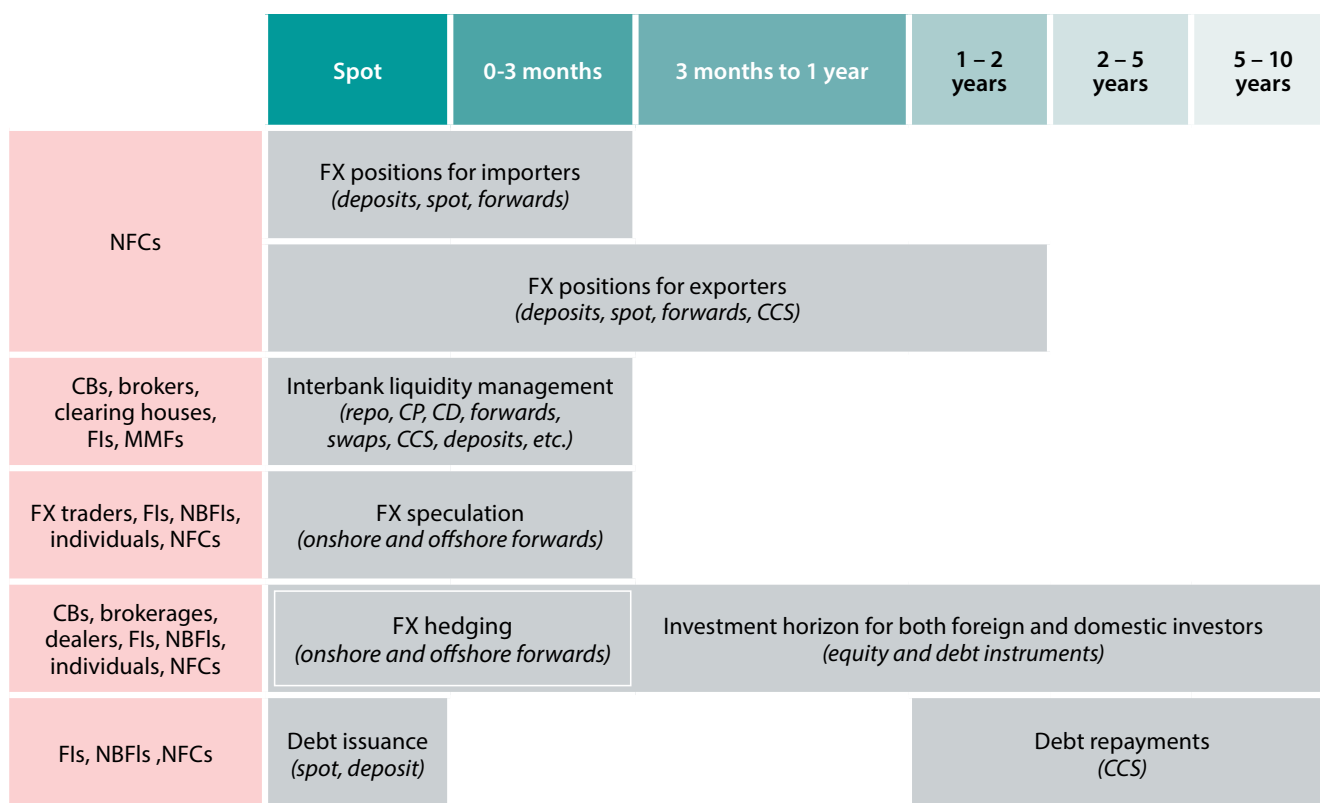 Spot
0-3 months
3 months to 1 year
1 – 2
years
2 – 5
years
5 – 10
years
NFCs
FX positions for importers
(deposits, spot, forwards)
FX positions for exporters
(deposits, spot, forwards, CCS)
CBs, brokers,
clearing houses,
FIs, MMFs
Interbank liquidity management
(repo, CP, CD, forwards,
swaps, CCS, deposits, etc.)
FX traders, FIs, NBFIs,
individuals, NFCs
FX speculation
(onshore and offshore forwards)
CBs, brokerages,
dealers, FIs, NBFIs,
individuals, NFCs
FX hedging
(onshore and offshore forwards)
Investment horizon for both foreign and domestic investors
(equity and debt instruments)
FIs, NBFIs ,NFCs
Debt issuance
(spot, deposit)
Debt repayments
(CCS)